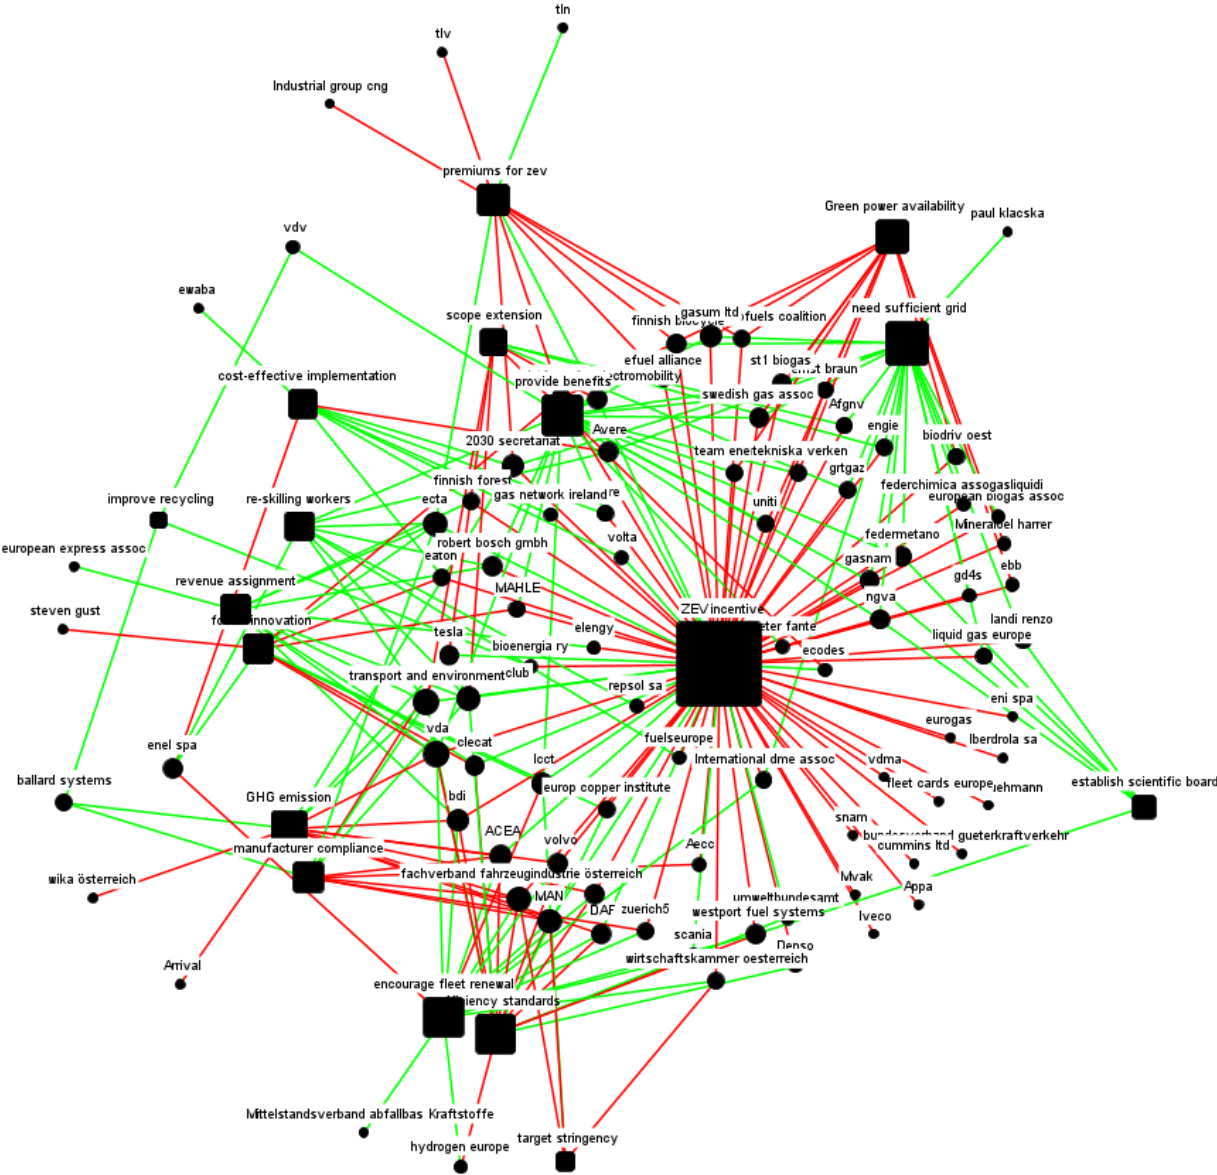 tln
tlv
Industrial group cng
premiums for zev
Green power availability
paul klacska
vdv
ewaba
scope extension
need sufficient grid
gasum ltd
finnish biocycle
fuels coalition
efuel alliance
st1 biogas
ernst braun
cost-effective implementation
provide benefits
ectromobility
swedish gas assoc
Afgnv
engie
Avere
2030 secretariat
biodriv oest
team ene
tekniska verken
grtgaz
finnish forest
federchimica assogasliquidi
improve recycling
re-skilling workers
ecta
gas network ireland
re
uniti
european biogas assoc
Mineraloel harrer
volta
federmetano
european express assoc
robert bosch gmbh
eaton
gasnam
ebb
gd4s
revenue assignment
MAHLE
ngva
steven gust
innovation
ZEV incentive
eter fante
landi renzo
tesla
elengy
liquid gas europe
bioenergia ry
ecodes
transport and environment
club
repsol sa
eni spa
eurogas
vda
clecat
fuelseurope
Iberdrola sa
enel spa
Icct
International dme assoc
vdma
ballard systems
europ copper institute
fleet cards europe
establish scientific board
GHG emission
bdi
snam
ACEA
volvo
Aecc
bundesverband gueterkraftverkehr
cummins ltd
manufacturer compliance
wika österreich
fachverband fahrzeugindustrie österreich
Mvak
Appa
MAN
umweltbundesamt
DAF
zuerich5
westport fuel systems
Iveco
scania
Denso
Arrival
wirtschaftskammer oesterreich
encourage fleet renewal
iciency standards
Mittelstandsverband abfallbas Kraftstoffe
hydrogen europe
target stringency